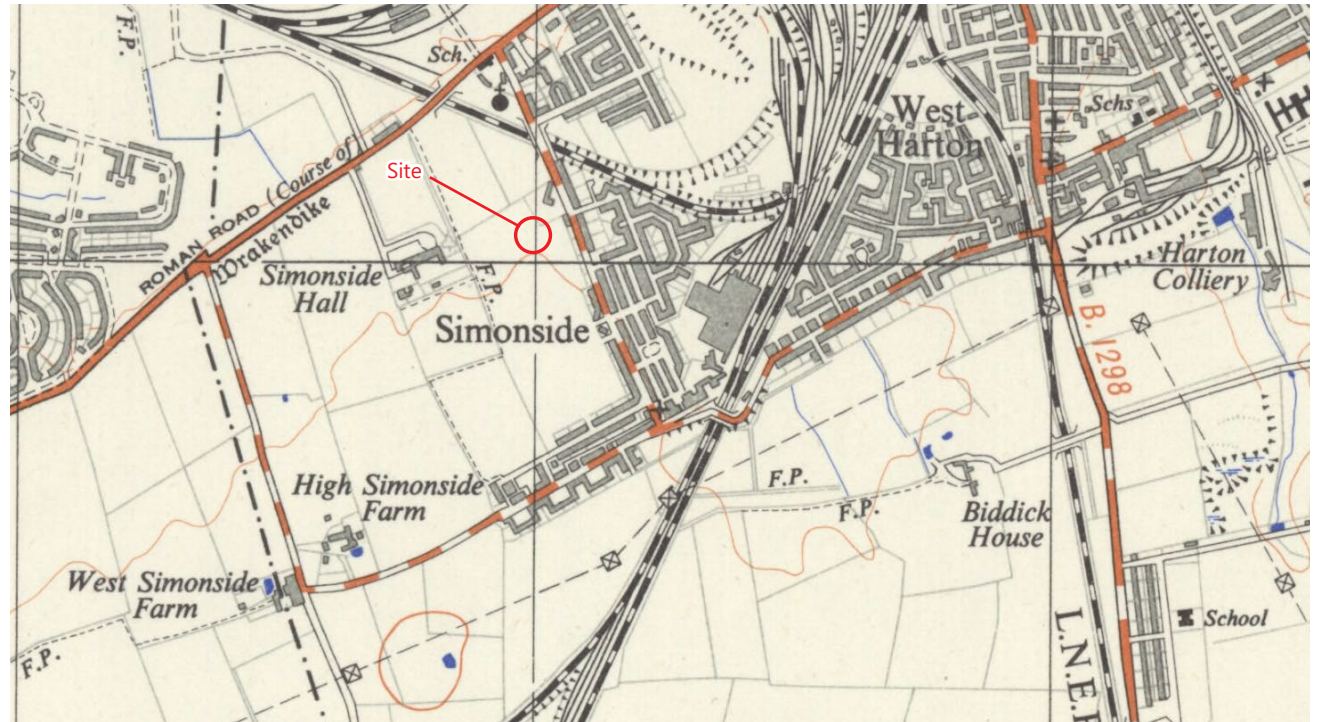 F.P.
Sch.
West
Harton
Schs
Site
ROMAN ROAD (Course of)
Wrakendike
Simonside
Hall
F.P.
Harton
Colliery
Simonside
B. 1298
High Simonside
Farm
F.P.
F.P.
Biddick
House
West Simonside
Farm
School
F.P.
L.N.E.R